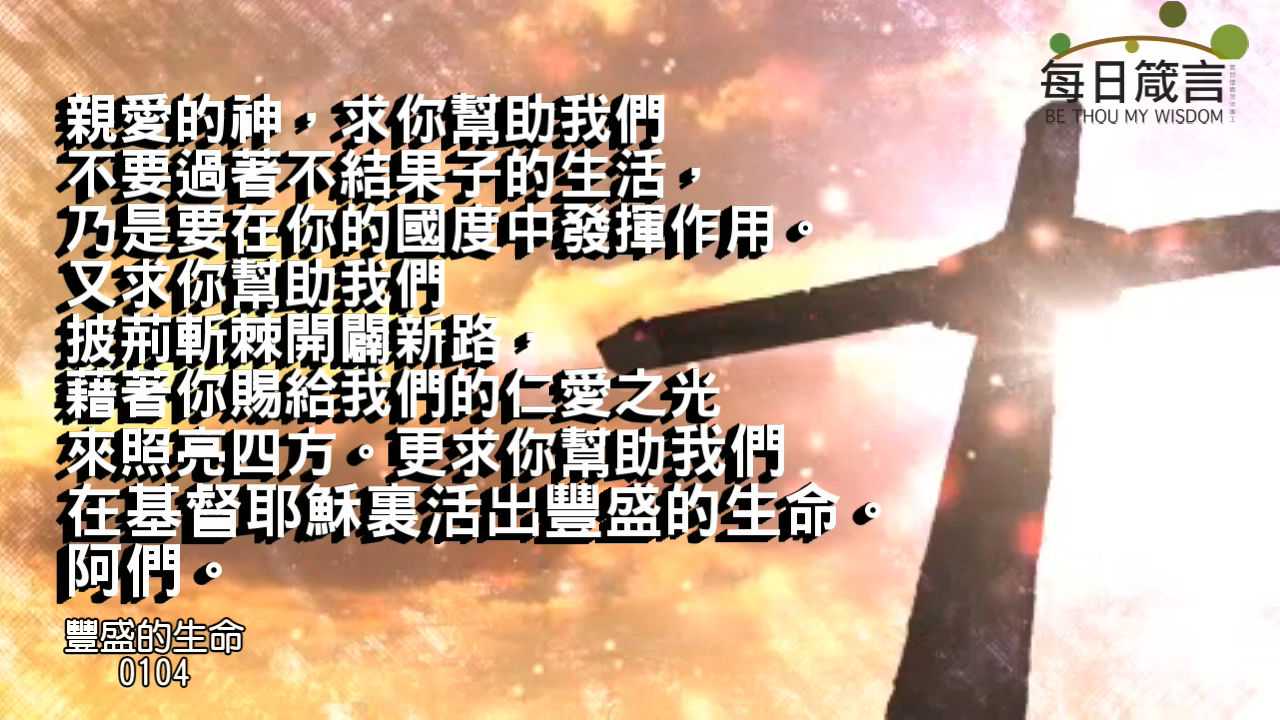 每日箴言
BE THOU MY WISDOM
親愛的神，求你幫助我們
不要過著不結果子的生活，
乃是要在你的國度中發揮作用。
又求你幫助我們
披荊斬棘開闢新路，
藉著你賜給我們的仁愛之光
來照亮四方。更求你幫助我們
在基督耶穌裏活出豐盛的生命。
阿們。
豐盛的生命
0104